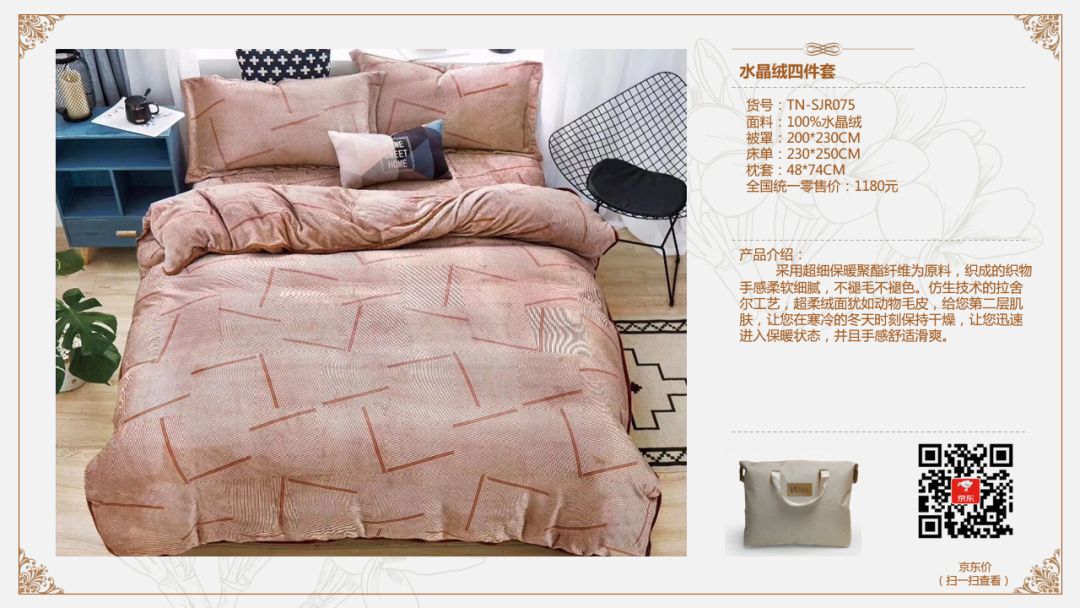 水晶绒四件套
货号：TN-SJR075
面料：100%水晶绒
被罩：200*230CM
床单：230*250CM
枕套：48*74CM
全国统一零售价：1180元
产品介绍：
采用超细保暖聚酯纤维为原料，织成的织物
手感柔软细腻，不褪毛不褪色。仿生技术的拉舍
尔工艺，超柔绒面犹如动物毛皮，给您第二层肌
肤，让您在寒冷的冬天时刻保持干燥，让您迅速
进入保暖状态，并且手感舒适滑爽。
HOME
京东
京东价
（扫一扫查看）